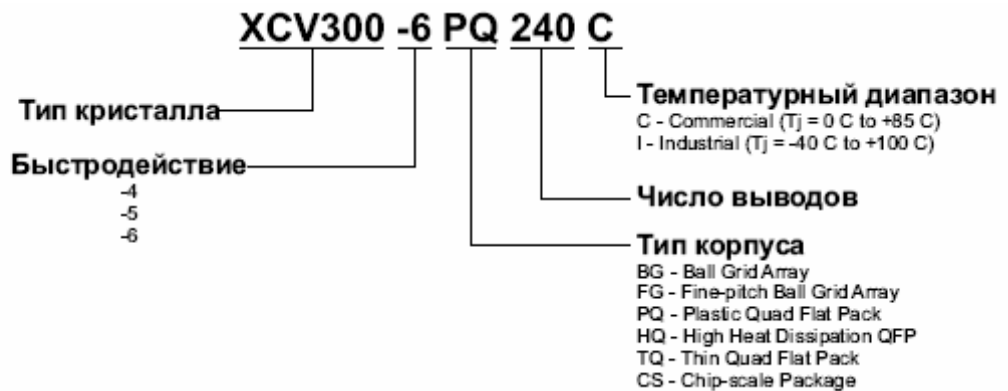 XCV300 -6 PQ 240 C
Тип кристалла
Быстродействие
-4
-5
-6
Температурный диапазон
C - Commercial (Tj = 0 C to +85 C)
I - Industrial (Tj = -40 C to +100 C)
Число выводов
Тип корпуса
BG - Ball Grid Array
FG - Fine-pitch Ball Grid Array
PQ - Plastic Quad Flat Pack
HQ - High Heat Dissipation QFP
TQ - Thin Quad Flat Pack
CS - Chip-scale Package